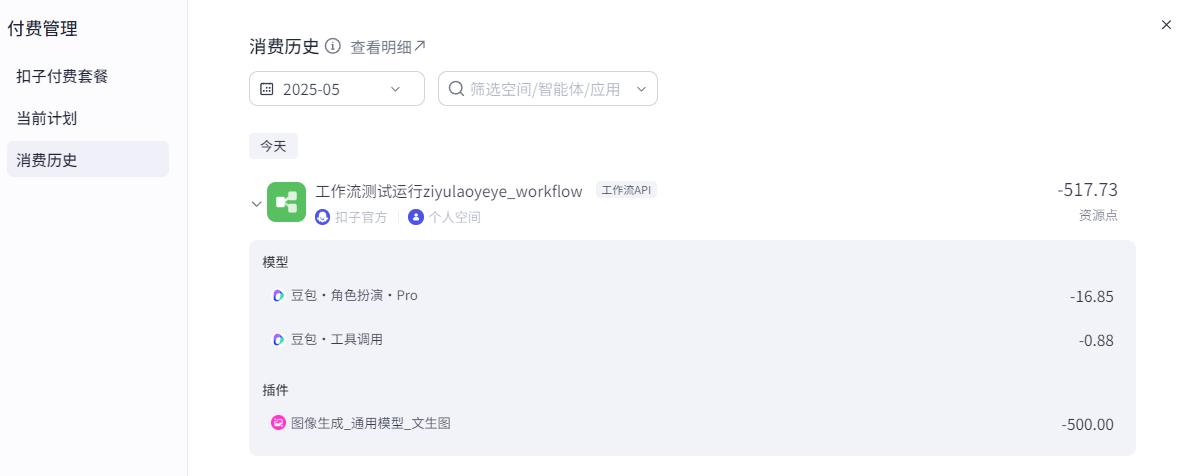 付费管理
扣子付费套餐
当前计划
消费历史
消费历史 查看明细
2025-05 筛选空间/智能体/应用
今天
工作流测试运行ziyulaoyeye_workflow 工作流API -517.73
扣子官方 个人空间 资源点
模型
豆包·角色扮演·Pro -16.85
豆包·工具调用 -0.88
插件
图像生成_通用模型_文生图 -500.00